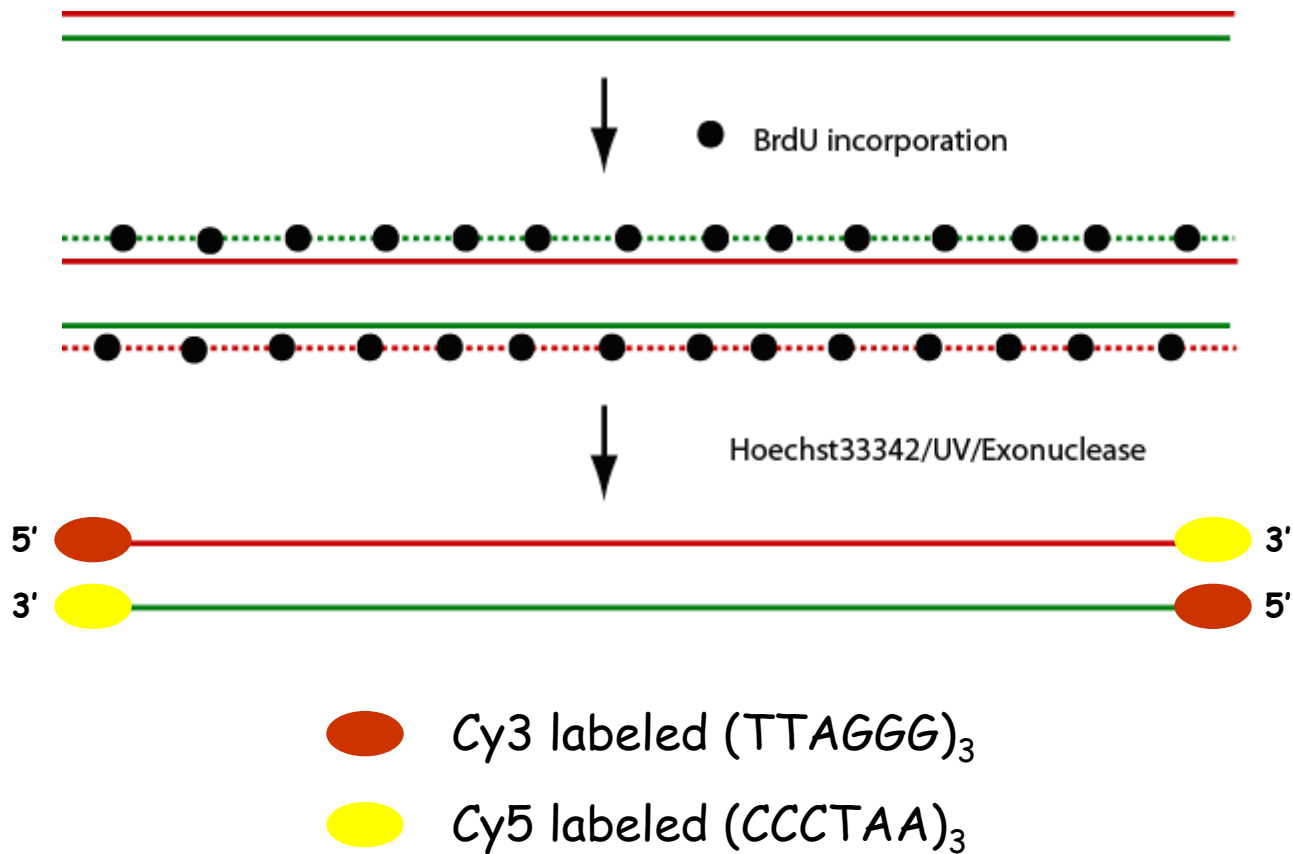 BrdU incorporation
Hoechst33342/UV/Exonuclease
5' 3'
3' 5'
Cy3 labeled (TTAGGG)3
Cy5 labeled (CCCTAA)3